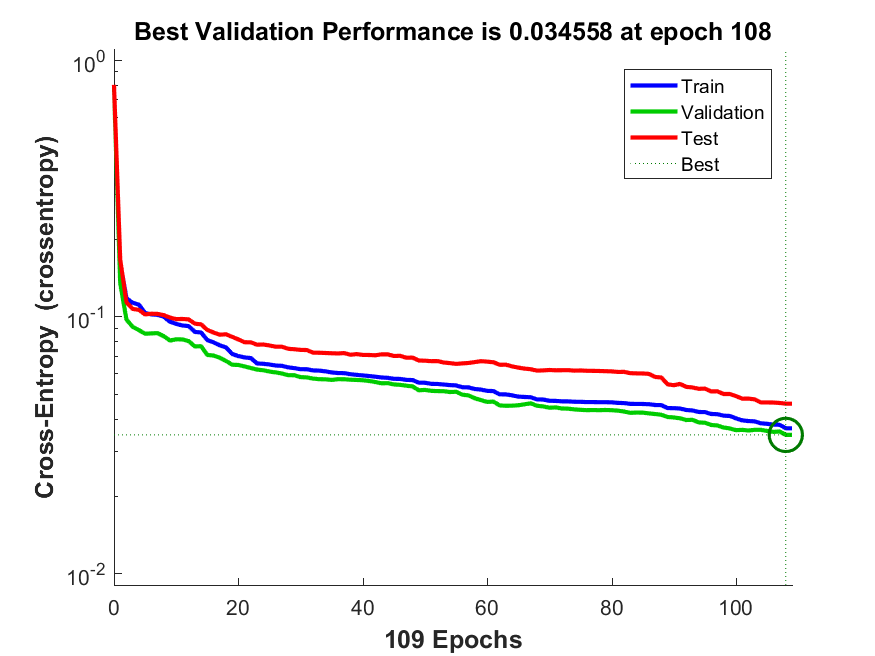 Best Validation Performance is 0.034558 at epoch 108
Cross-Entropy (crossentropy)
10^0
10^-1
10^-2
Train
Validation
Test
Best
0 20 40 60 80 100
109 Epochs